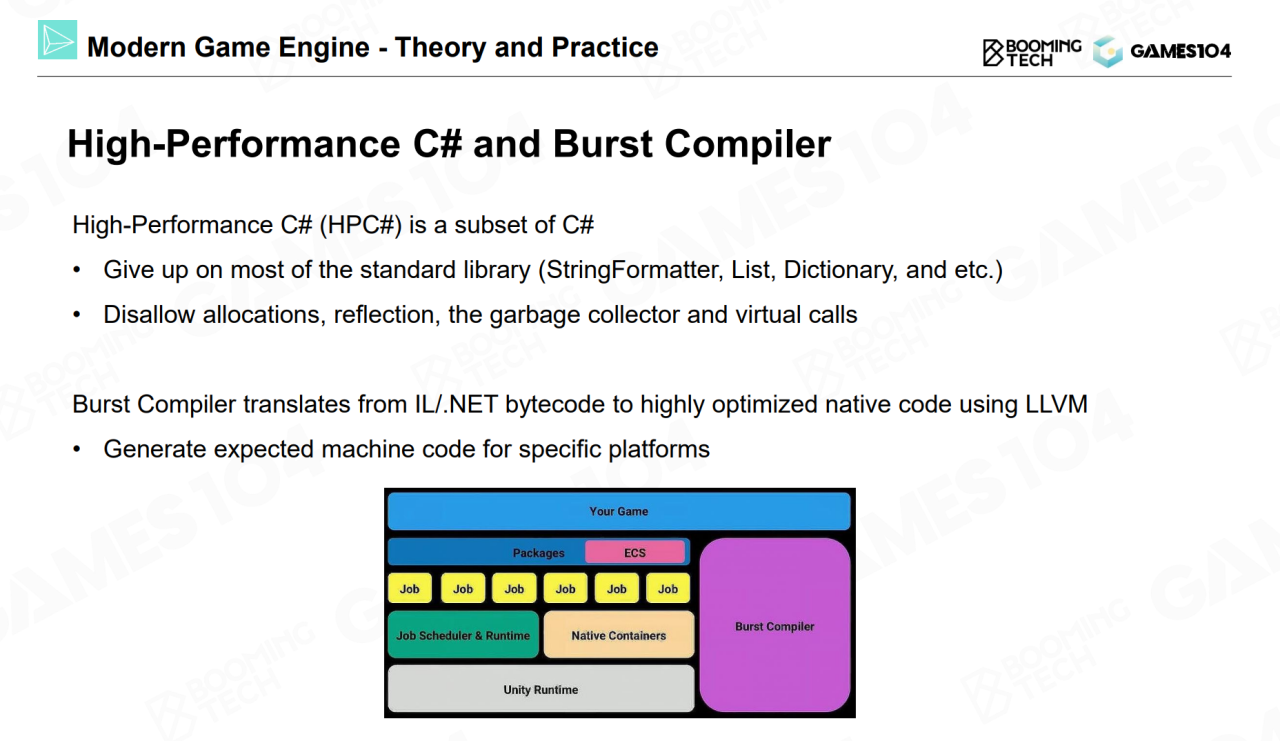 Modern Game Engine - Theory and Practice
BOOMING
TECH
GAMES104
High-Performance C# and Burst Compiler
High-Performance C# (HPC#) is a subset of C#
• Give up on most of the standard library (StringFormatter, List, Dictionary, and etc.)
• Disallow allocations, reflection, the garbage collector and virtual calls
Burst Compiler translates from IL/.NET bytecode to highly optimized native code using LLVM
• Generate expected machine code for specific platforms
Your Game
Packages ECS
Job Job Job Job Job Job
Job Scheduler & Runtime Native Containers
Burst Compiler
Unity Runtime